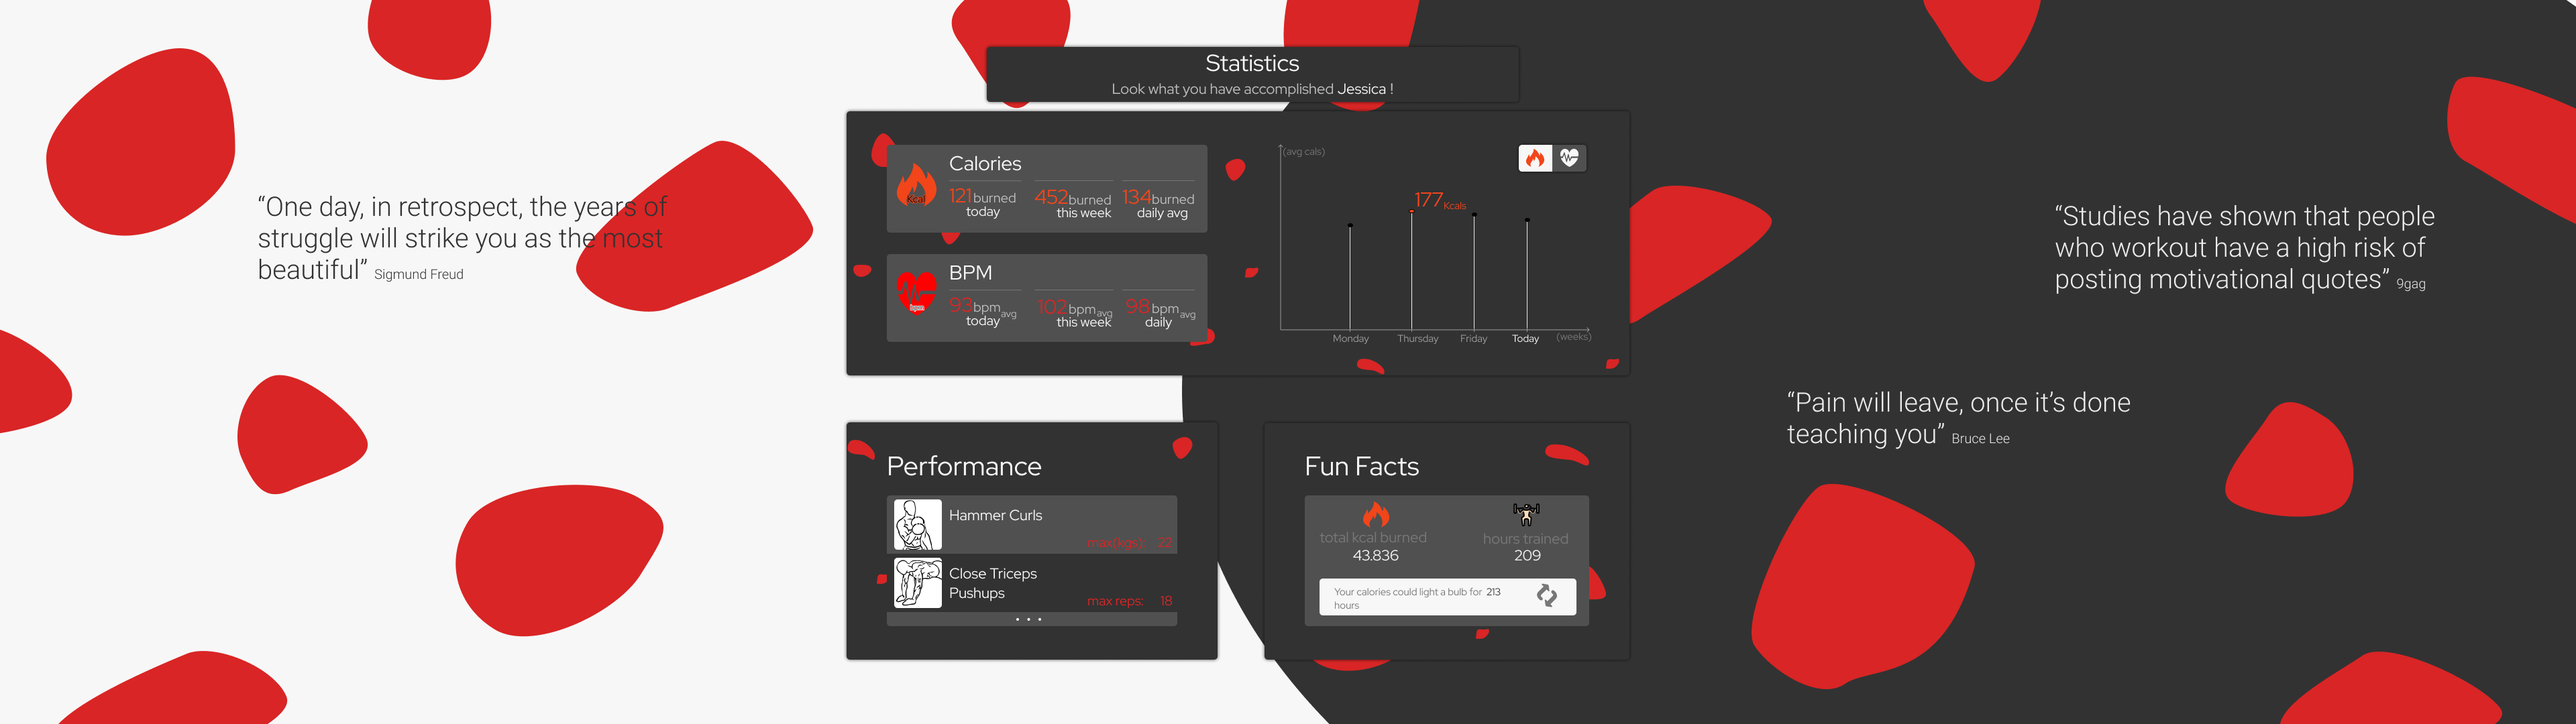 Statistics
Look what you have accomplished Jessica !
“One day, in retrospect, the years of
struggle will strike you as the most
beautiful” Sigmund Freud
Calories
Kcal
121 burned today
452 burned this week
134 burned daily avg
BPM
bpm
93 bpm avg today
102 bpm avg this week
98 bpm avg daily
(avg cals)
177 Kcals
Monday Thursday Friday Today (weeks)
“Studies have shown that people
who workout have a high risk of
posting motivational quotes” 9gag
“Pain will leave, once it’s done
teaching you” Bruce Lee
Performance
Hammer Curls
max(kgs) 22
Close Triceps
Pushups
max reps: 18
Fun Facts
total kcal burned
43.836
hours trained
209
Your calories could light a bulb for 213
hours